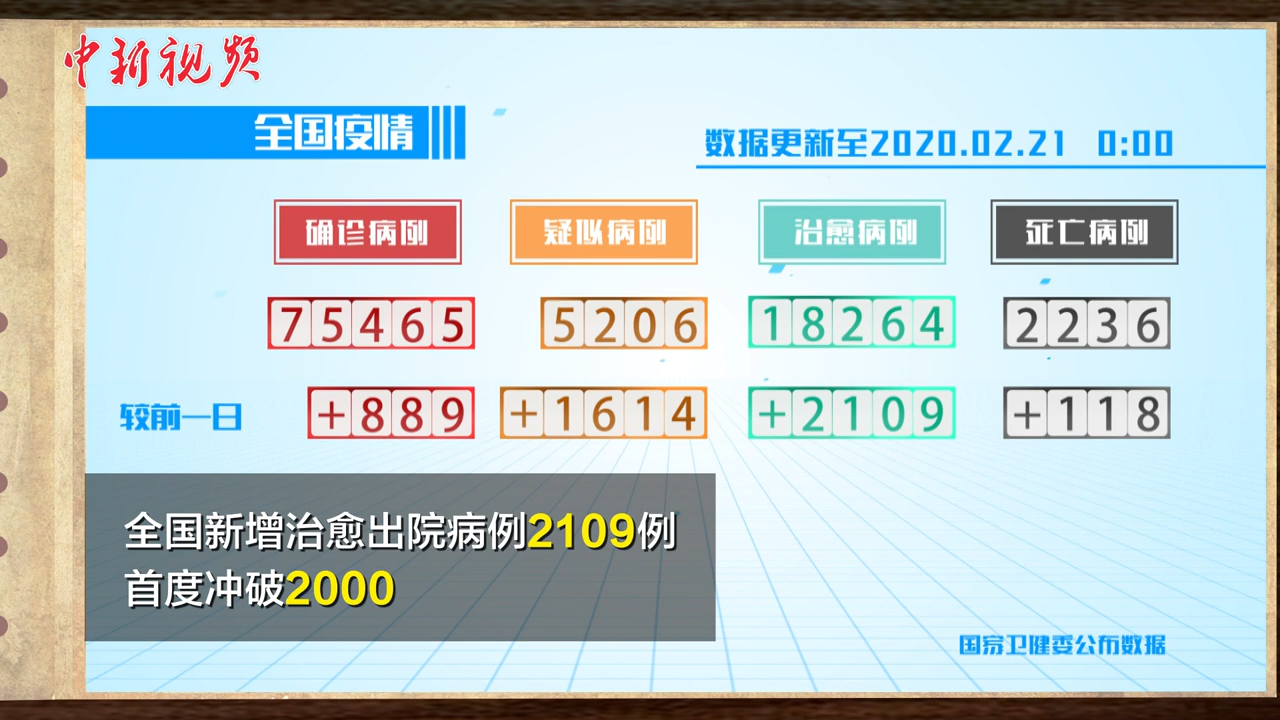 中新视频
全国疫情
数据更新至2020.02.21 0:00
确诊病例 疑似病例 治愈病例 死亡病例
75465 5206 18264 2236
较前一日 +889 +1614 +2109 +118
全国新增治愈出院病例2109例
首度冲破2000
国家卫健委公布数据